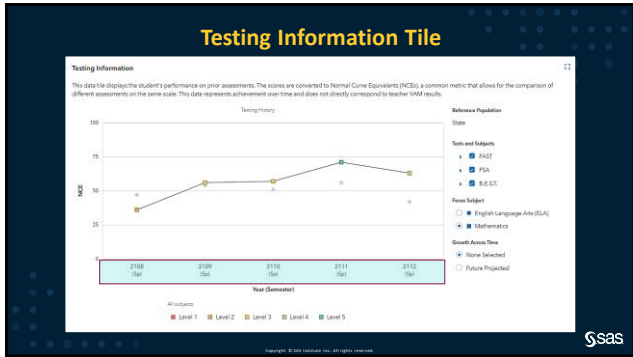 Testing Information Tile
Testing Information
This data tile displays the student's performance on prior assessments. The scores are converted to Normal Curve Equivalents (NCEs), a common metric that allows for the comparison of
different assessments on the same scale. This data represents achievement over time and does not directly correspond to teacher VAM results.
Testing History
100
75
50
25
0
NCE
2108
(Sp)
2109
(Sp)
2110
(Sp)
2111
(Sp)
2112
(Sp)
Year (Semester)
All subjects
Level 1 Level 2 Level 3 Level 4 Level 5
Reference Population
State
Tests and Subjects
FAST
FSA
B.E.S.T.
Focus Subject
English Language Arts (ELA)
Mathematics
Growth Across Time
None Selected
Future Projected
Copyright © SAS Institute Inc. All rights reserved.
sas